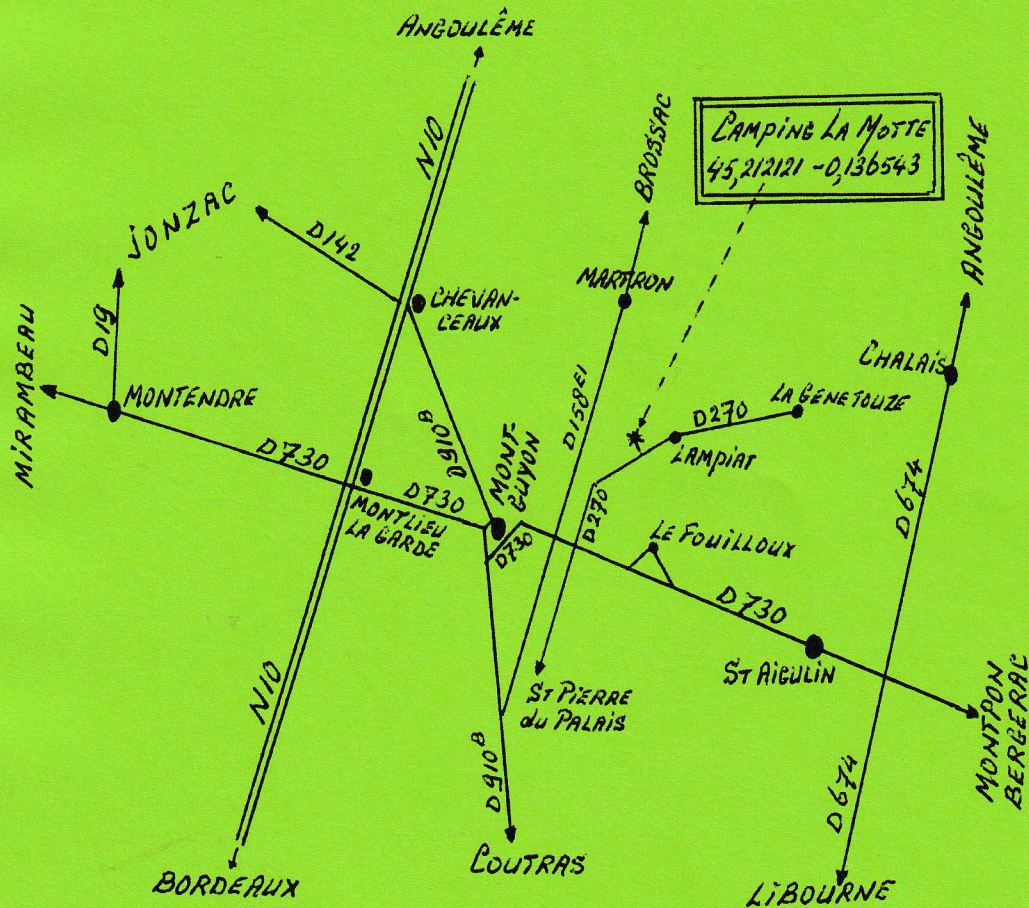 ANGOULÊME
N10
BROSSAC
CAMPING LA MOTTE
45,212121 -0,136543
ANGOULÊME
JONZAC
D142
D19
MIRAMBEAU
CHEVAN-
CEAUX
MARTRON
CHALAIS
MONTENDRE
LA GENETOUZE
D270
D158E1
LAMPIAT
D910B
MONT-
GUYON
D730
D730
MONTLIEU
LA GARDE
D730
D270
LE FOUILLOUX
D674
D730
ST AIGULIN
N10
ST PIERRE
du PALAIS
D910B
D674
MONTPON
BERGERAC
COUTRAS
BORDEAUX
LIBOURNE